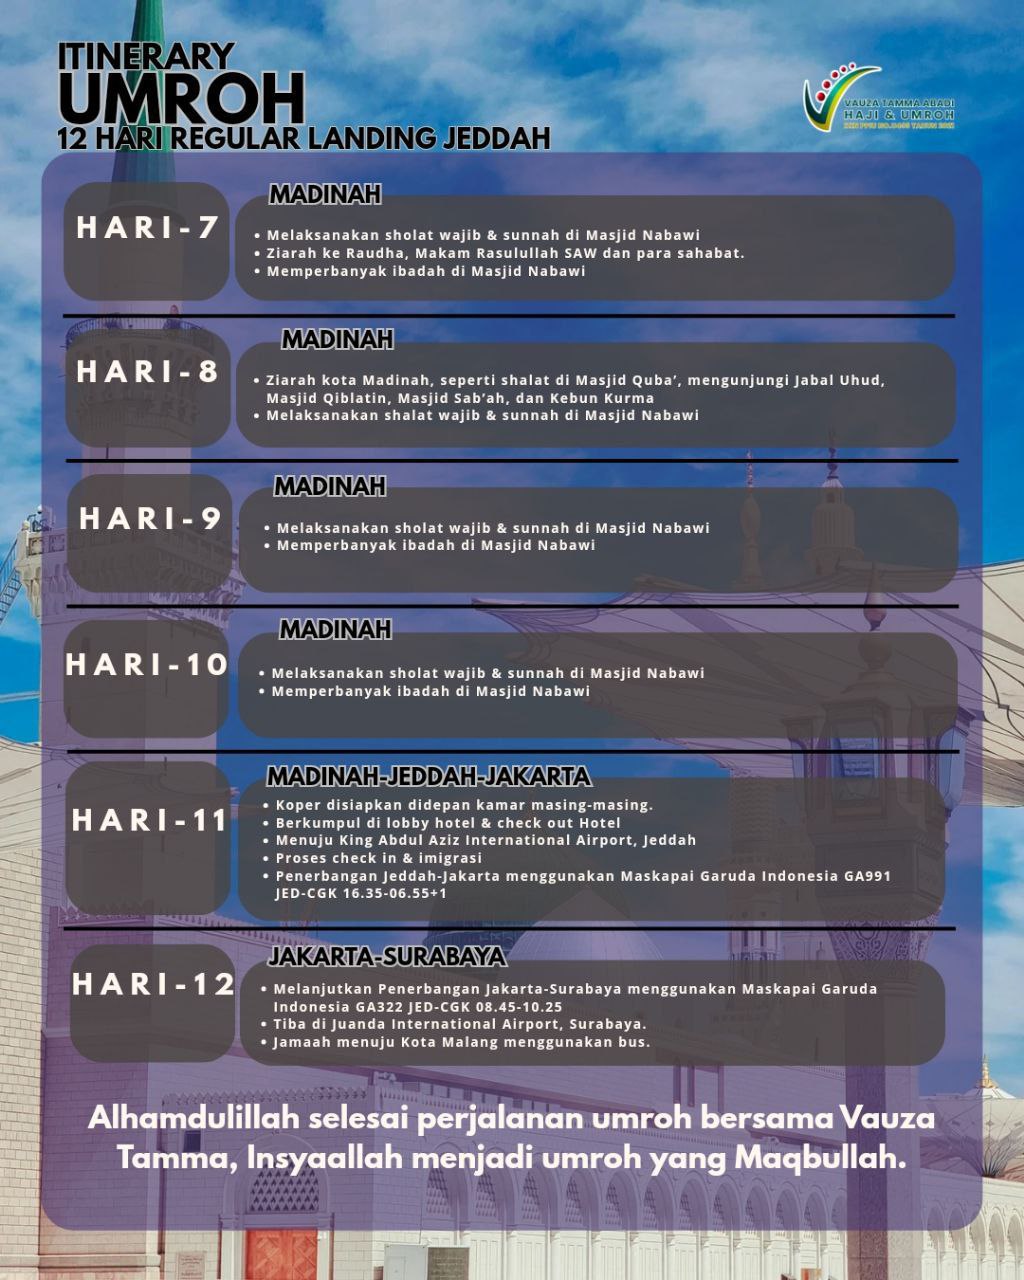 ITINERARY
UMROH
12 HARI REGULAR LANDING JEDDAH
VAUZA TAMMA ABADI
HAJI & UMROH
HARI-7
MADINAH
• Melaksanakan sholat wajib & sunnah di Masjid Nabawi
• Ziarah ke Raudha, Makam Rasulullah SAW dan para sahabat.
• Memperbanyak ibadah di Masjid Nabawi
HARI-8
MADINAH
• Ziarah kota Madinah, seperti shalat di Masjid Quba’, mengunjungi Jabal Uhud,
Masjid Qiblatin, Masjid Sab’ah, dan Kebun Kurma
• Melaksanakan shalat wajib & sunnah di Masjid Nabawi
HARI-9
MADINAH
• Melaksanakan sholat wajib & sunnah di Masjid Nabawi
• Memperbanyak ibadah di Masjid Nabawi
HARI-10
MADINAH
• Melaksanakan sholat wajib & sunnah di Masjid Nabawi
• Memperbanyak ibadah di Masjid Nabawi
HARI-11
MADINAH-JEDDAH-JAKARTA
• Koper disiapkan didepan kamar masing-masing.
• Berkumpul di lobby hotel & check out Hotel
• Menuju King Abdul Aziz International Airport, Jeddah
• Proses check in & imigrasi
• Penerbangan Jeddah-Jakarta menggunakan Maskapai Garuda Indonesia GA991
JED-CGK 16.35-06.55+1
HARI-12
JAKARTA-SURABAYA
• Melanjutkan Penerbangan Jakarta-Surabaya menggunakan Maskapai Garuda
Indonesia GA322 JED-CGK 08.45-10.25
• Tiba di Juanda International Airport, Surabaya.
• Jamaah menuju Kota Malang menggunakan bus.
Alhamdulillah selesai perjalanan umroh bersama Vauza
Tamma, Insyaallah menjadi umroh yang Maqbullah.